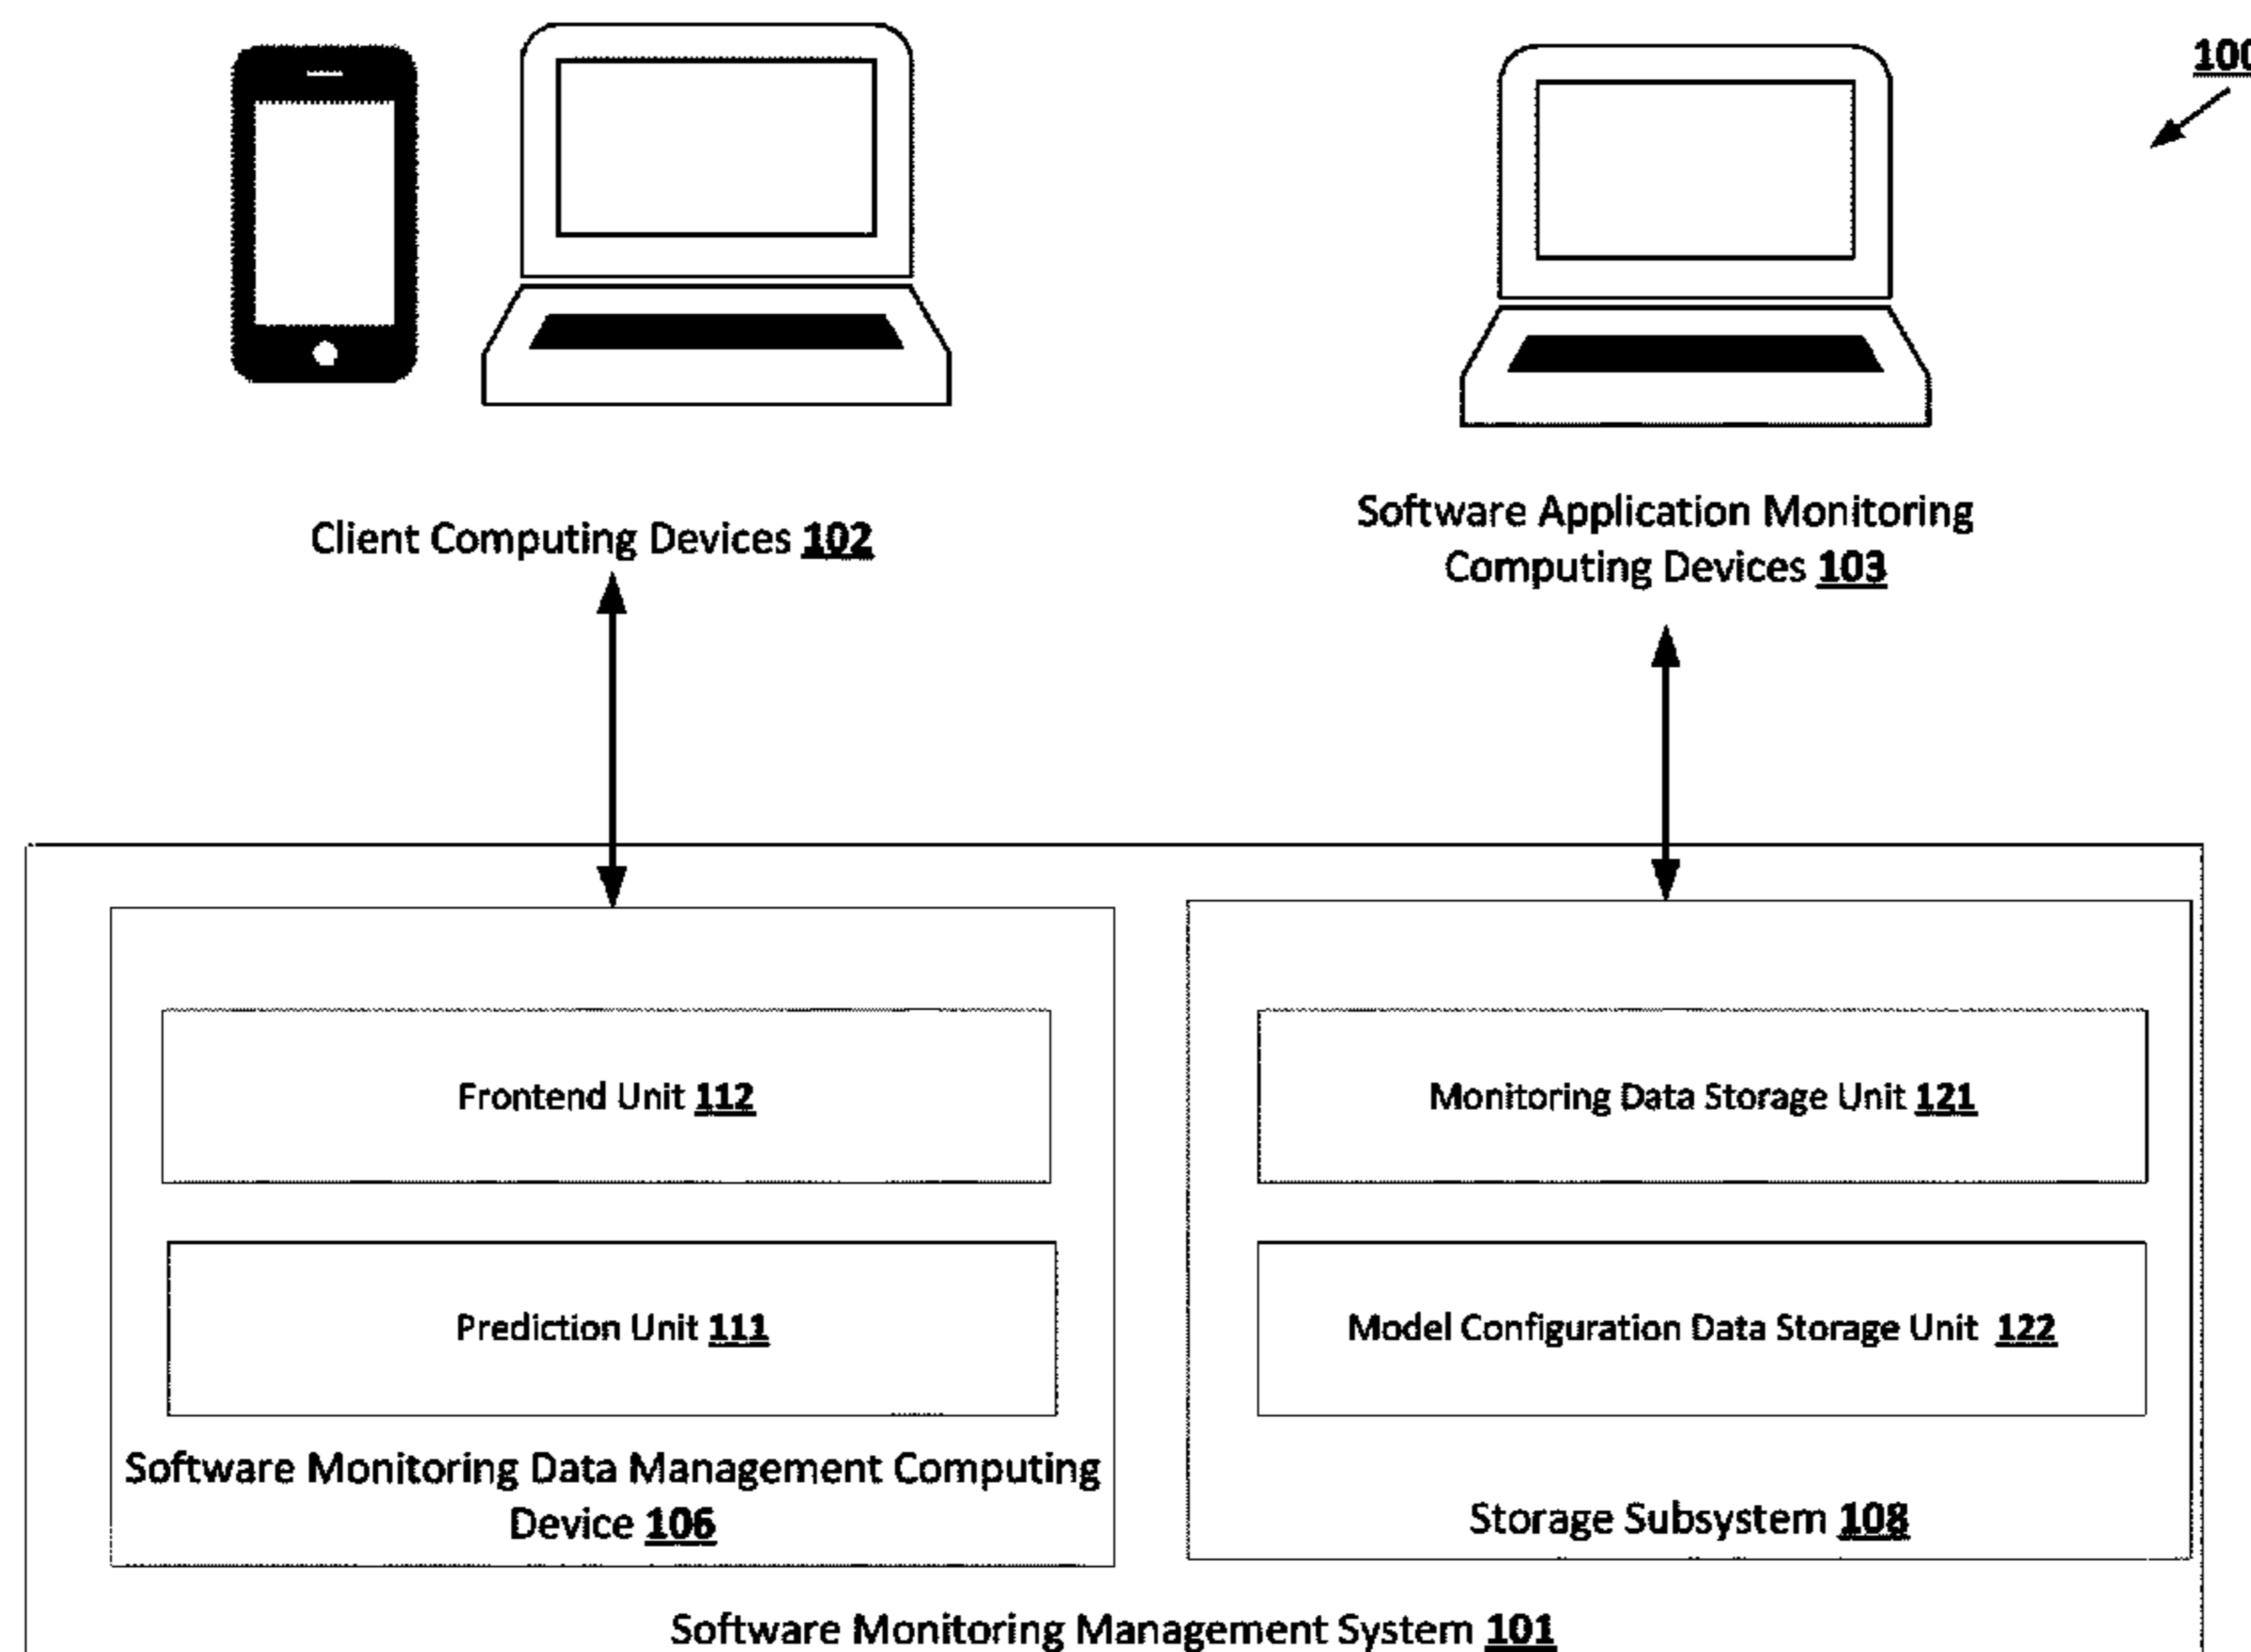 100
Client Computing Devices 102
Software Application Monitoring
Computing Devices 103
Frontend Unit 112
Prediction Unit 111
Software Monitoring Data Management Computing
Device 106
Monitoring Data Storage Unit 121
Model Configuration Data Storage Unit 122
Storage Subsystem 108
Software Monitoring Management System 101